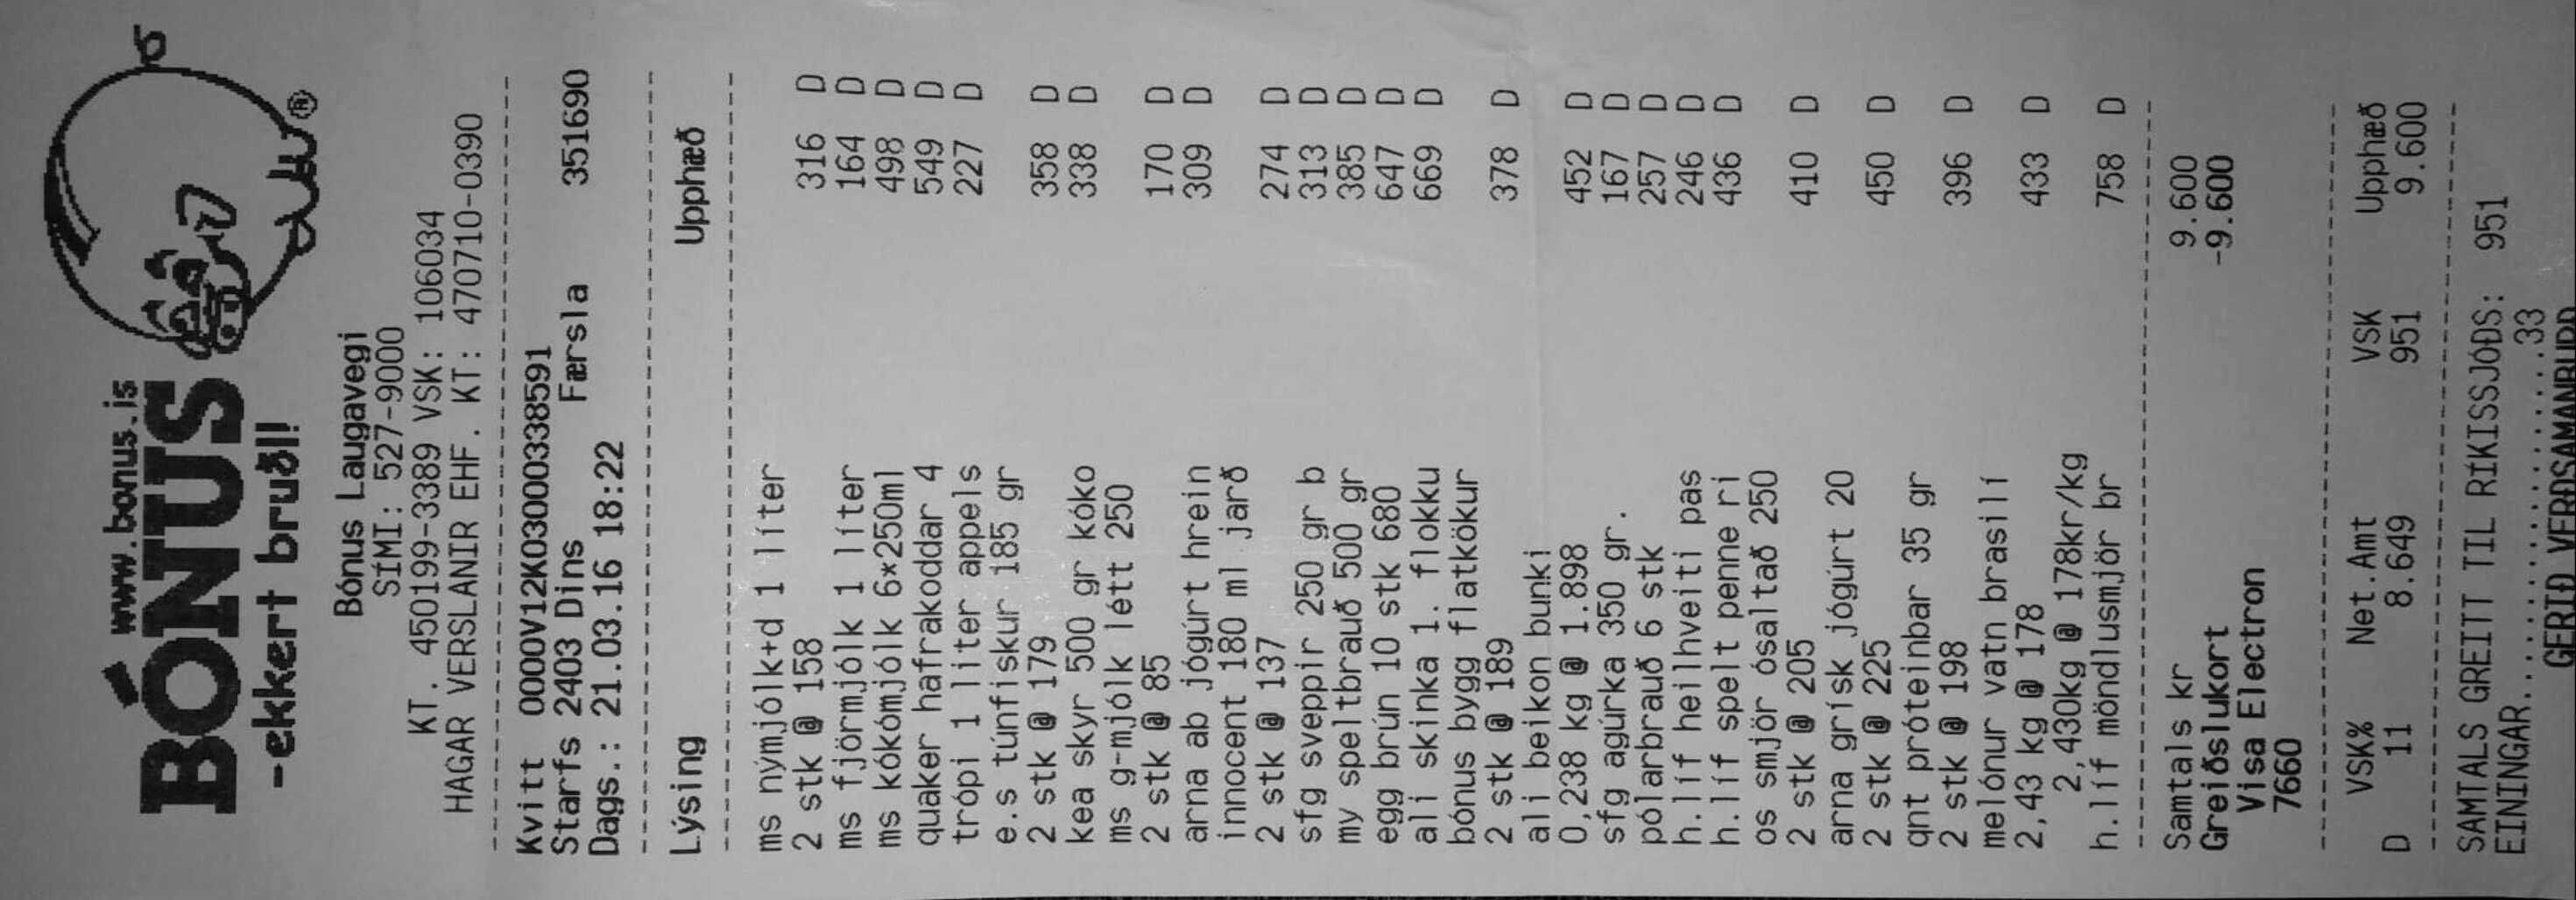 www.bonus.is
BÓNUS
-ekkert bruðl!
®
Bónus Laugavegi
SÍMI: 527-9000
KT. 450199-3389 VSK: 106034
HAGAR VERSLANIR EHF. KT: 470710-0390
Kvitt 0000V12K03000338591
Starfs 2403 Dins Færsla 351690
Dags.: 21.03.16 18:22
Lýsing Upphæð
ms nýmjólk+d 1 líter
2 stk @ 158 316 D
ms fjörmjólk 1 líter 164 D
ms kókómjólk 6*250ml 498 D
quaker hafrakoddar 4 549 D
trópí 1 líter appels 227 D
e.s túnfiskur 185 gr
2 stk @ 179 358 D
kea skyr 500 gr kóko 338 D
ms g-mjólk létt 250
2 stk @ 85 170 D
arna ab jógúrt hrein 309 D
innocent 180 ml jarð
2 stk @ 137 274 D
sfg sveppir 250 gr b 313 D
my speltbrauð 500 gr 385 D
egg brún 10 stk 680 647 D
ali skinka 1. flokku 669 D
bónus bygg flatkökur
2 stk @ 189 378 D
ali beikon bunki
0,238 kg @ 1.898 452 D
sfg agúrka 350 gr. 167 D
pólarbrauð 6 stk 257 D
h.líf heilhveiti pas 246 D
h.líf spelt penne ri 436 D
os smjör ósaltað 250
2 stk @ 205 410 D
arna grísk jógúrt 20
2 stk @ 225 450 D
qnt próteinbar 35 gr
2 stk @ 198 396 D
melónur vatn brasilí
2,43 kg @ 178 433 D
2,430kg @ 178kr/kg
h.líf möndlusmjör br 758 D
Samtals kr 9.600
Greiðslukort -9.600
Visa Electron
7660
VSK% Net.Amt VSK Upphæð
D 11 8.649 951 9.600
SAMTALS GREITT TIL RÍKISSJÓÐS: 951
EININGAR....................33
GERIÐ VERÐSAMANBURÐ